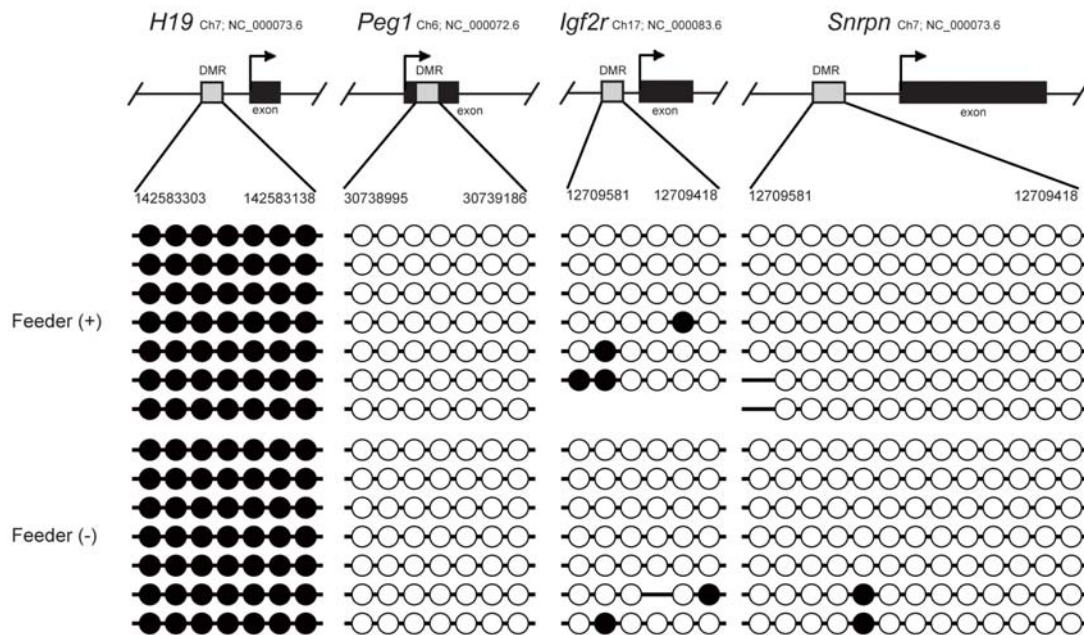 H19 Ch7; NC_000073.6
Peg1 Ch6; NC_000072.6
Igf2r Ch17; NC_000083.6
Snrpn Ch7; NC_000073.6
DMR
DMR
DMR
DMR
exon
exon
exon
exon
142583303 142583138
30738995 30739186
12709581 12709418
12709581 12709418
Feeder (+)
Feeder (-)